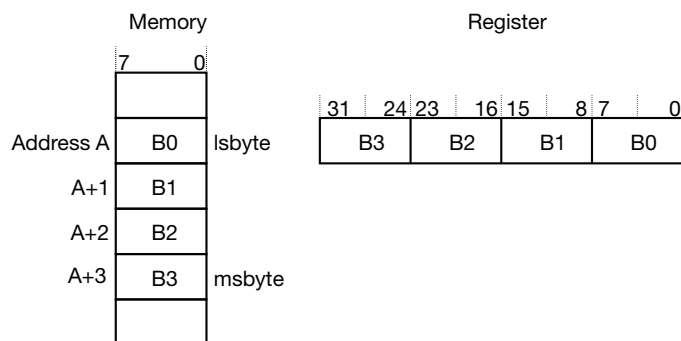 Memory
Register
7 0
31 24 23 16 15 8 7 0
Address A B0 lsbyte
B3 B2 B1 B0
A+1 B1
A+2 B2
A+3 B3 msbyte